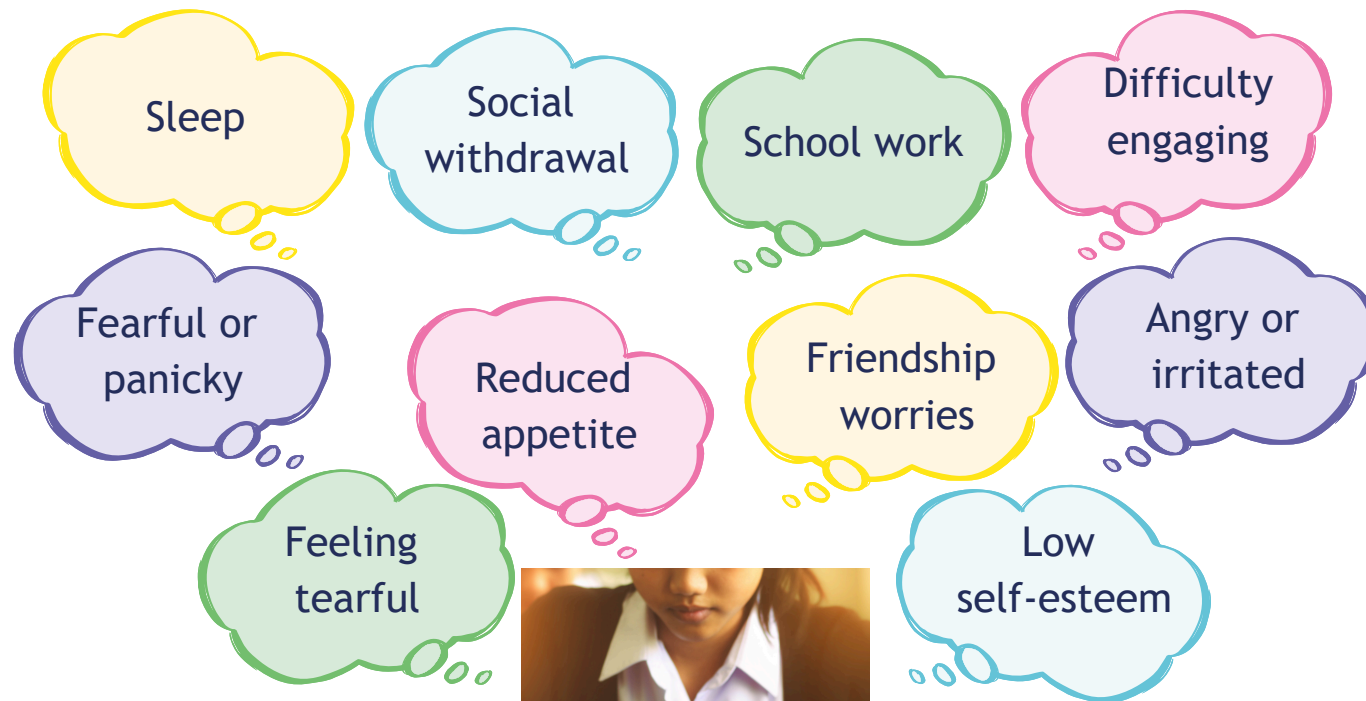 Sleep
Social
withdrawal
School work
Difficulty
engaging
Fearful or
panicky
Reduced
appetite
Friendship
worries
Angry or
irritated
Feeling
tearful
Low
self-esteem